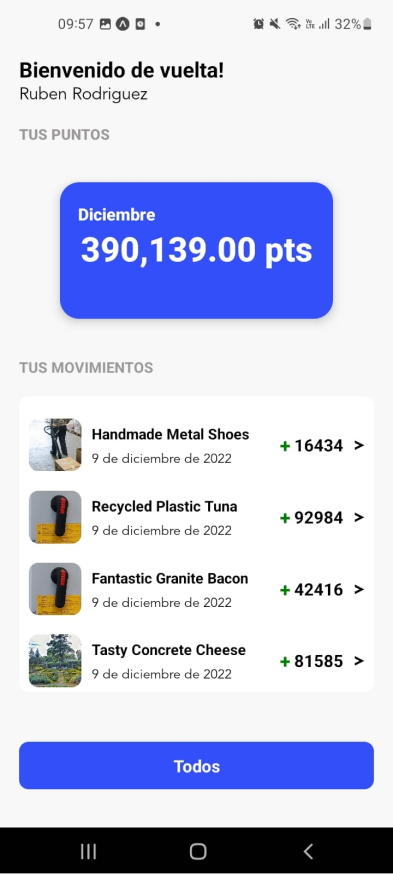 09:57 32%
Bienvenido de vuelta!
Ruben Rodriguez
TUS PUNTOS
Diciembre
390,139.00 pts
TUS MOVIMIENTOS
Handmade Metal Shoes
9 de diciembre de 2022
+ 16434 >
Recycled Plastic Tuna
9 de diciembre de 2022
+ 92984 >
Fantastic Granite Bacon
9 de diciembre de 2022
+ 42416 >
Tasty Concrete Cheese
9 de diciembre de 2022
+ 81585 >
Todos